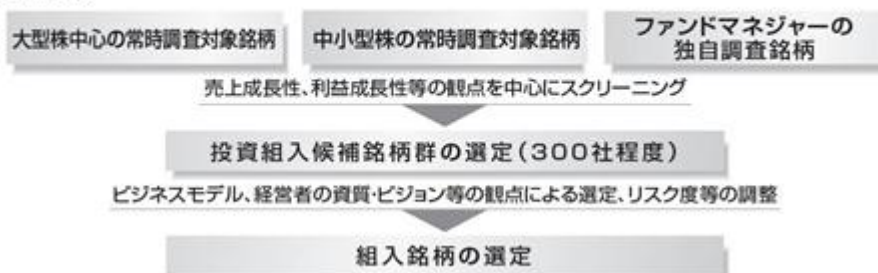 大型株中心の常時調査対象銘柄
中小型株の常時調査対象銘柄
ファンドマネジャーの
独自調査銘柄
売上成長性、利益成長性等の観点を中心にスクリーニング
投資組入候補銘柄群の選定(300社程度)
ビジネスモデル、経営者の資質・ビジョン等の観点による選定、リスク度等の調整
組入銘柄の選定